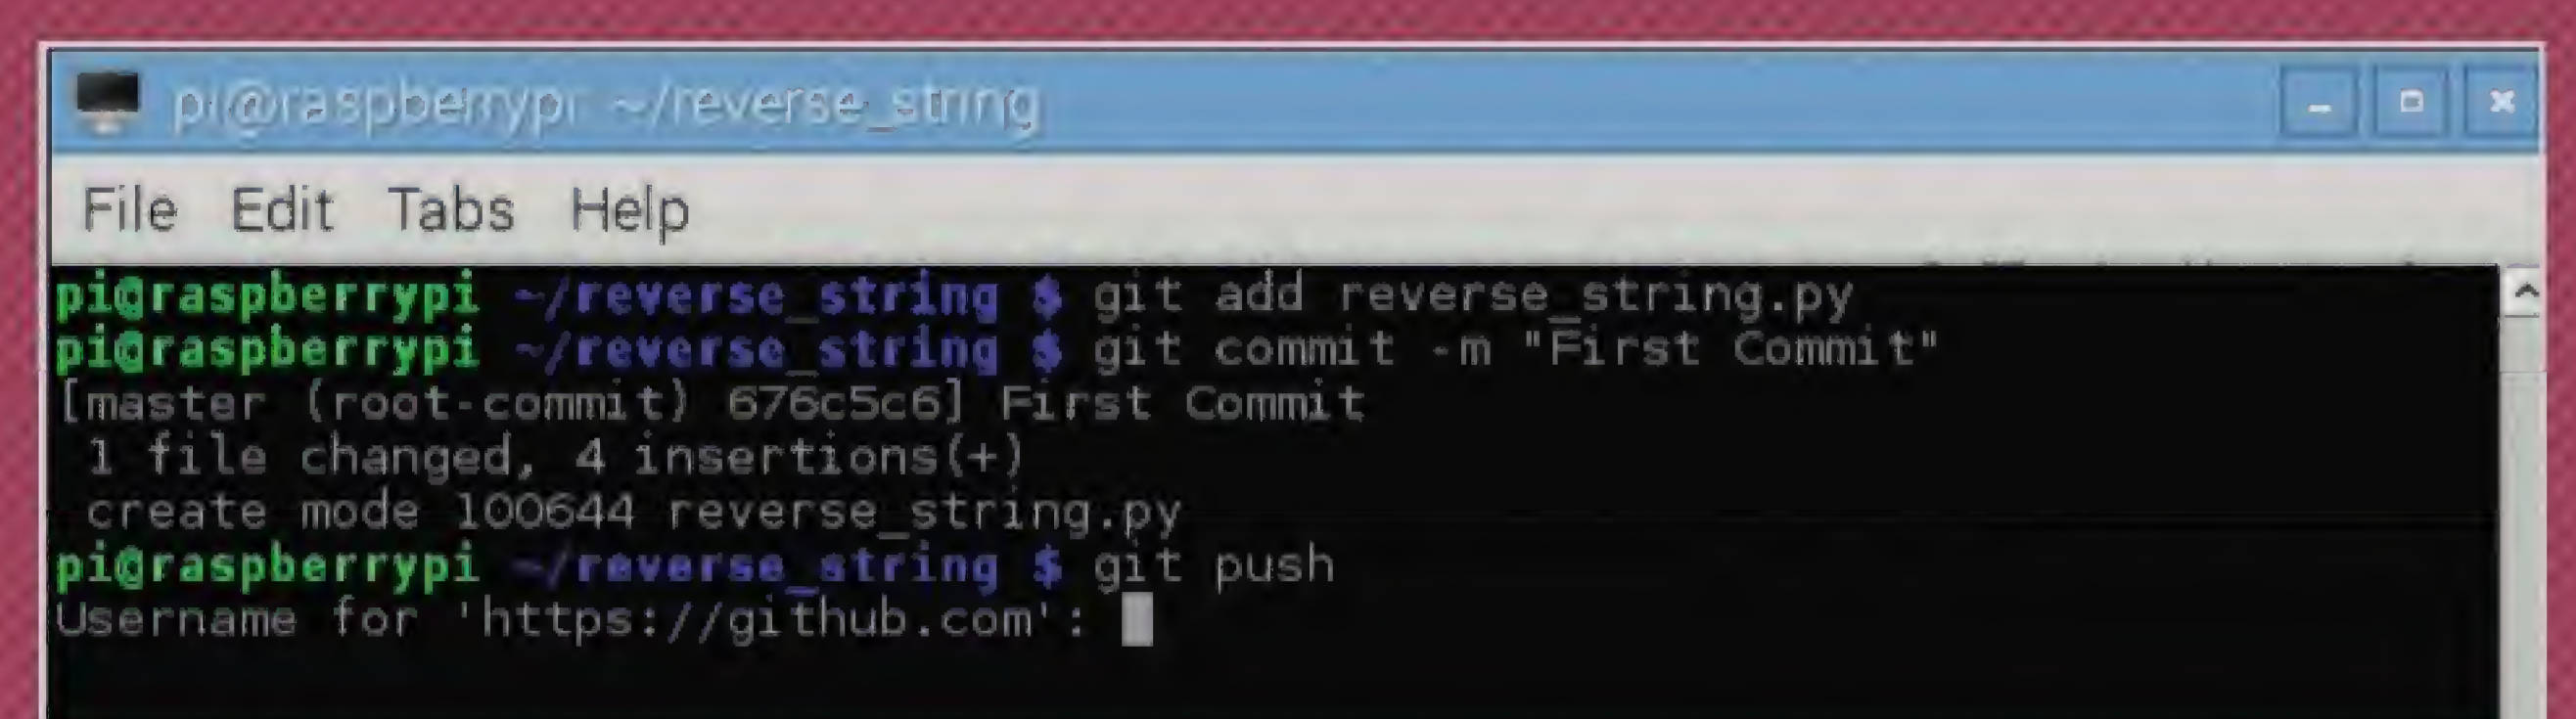 pi@raspberrypi ~/reverse_string
File Edit Tabs Help
pi@raspberrypi ~/reverse_string $ git add reverse_string.py
pi@raspberrypi ~/reverse_string $ git commit -m "First Commit"
[master (root-commit) 676c5c6] First Commit
 1 file changed, 4 insertions(+)
 create mode 100644 reverse_string.py
pi@raspberrypi ~/reverse_string $ git push
Username for 'https://github.com':